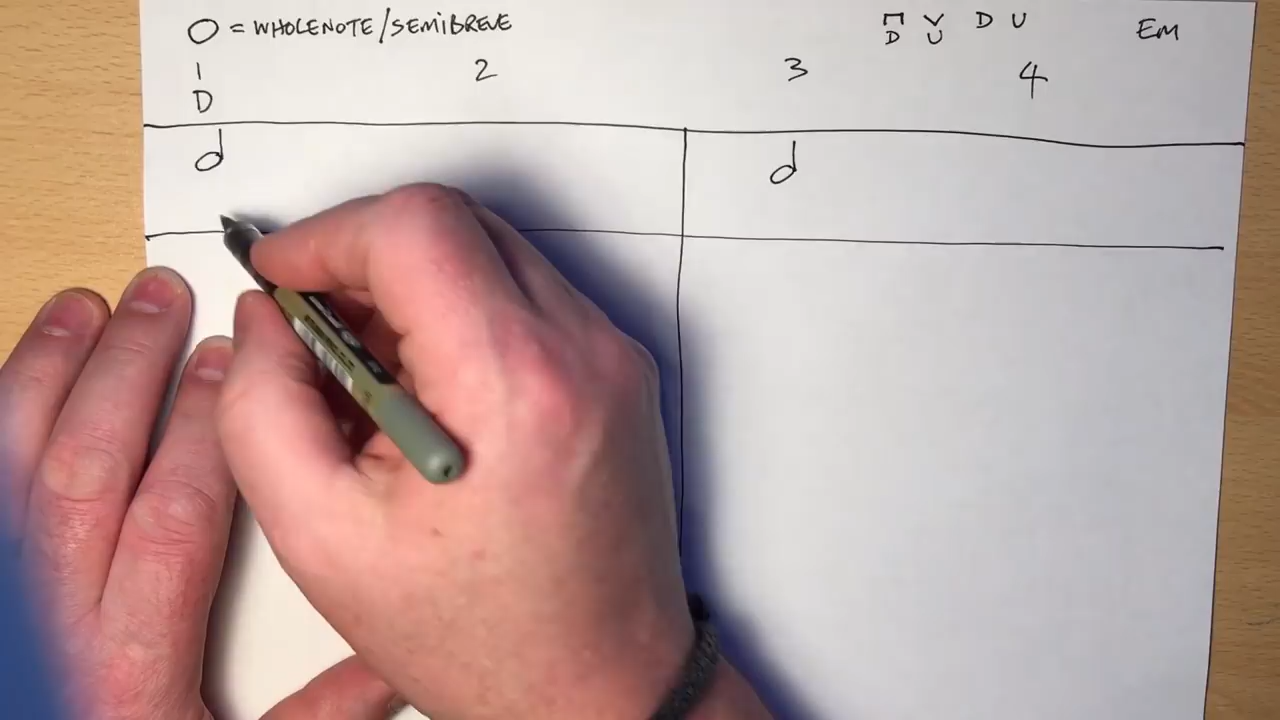 O = WHOLENOTE/SEMIBREVE
П V D U Em
D U
1 2 3 4
D